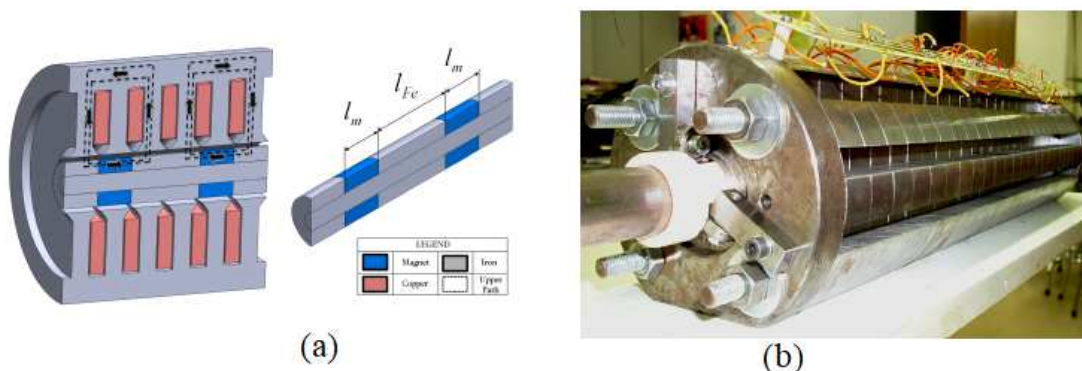 l_m
l_Fe
l_m
LEGEND
Magnet Iron
Copper Upper
Path
(a)
(b)